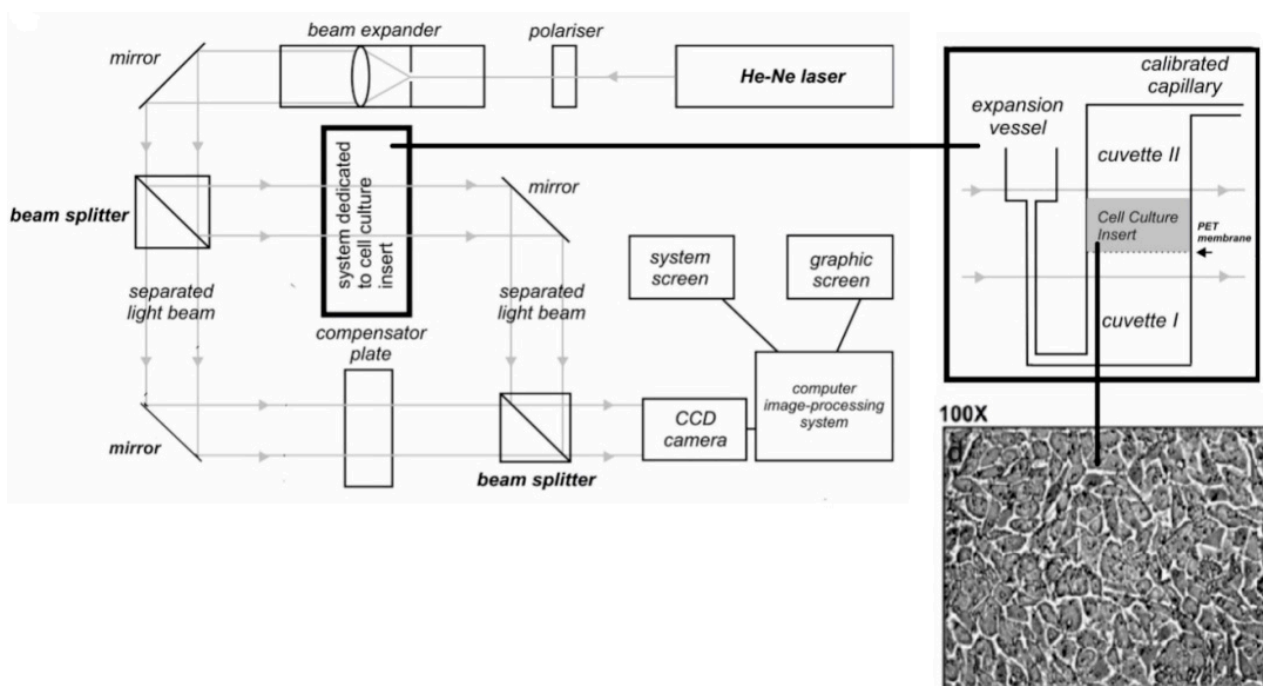 beam expander
polariser
mirror
He-Ne laser
calibrated
capillary
expansion
vessel
cuvette II
system dedicated
to cell culture
insert
mirror
beam splitter
Cell Culture
Insert
PET
membrane
system
screen
graphic
screen
separated
light beam
separated
light beam
cuvette I
compensator
plate
computer
image-processing
system
CCD
camera
mirror
beam splitter
100X
d